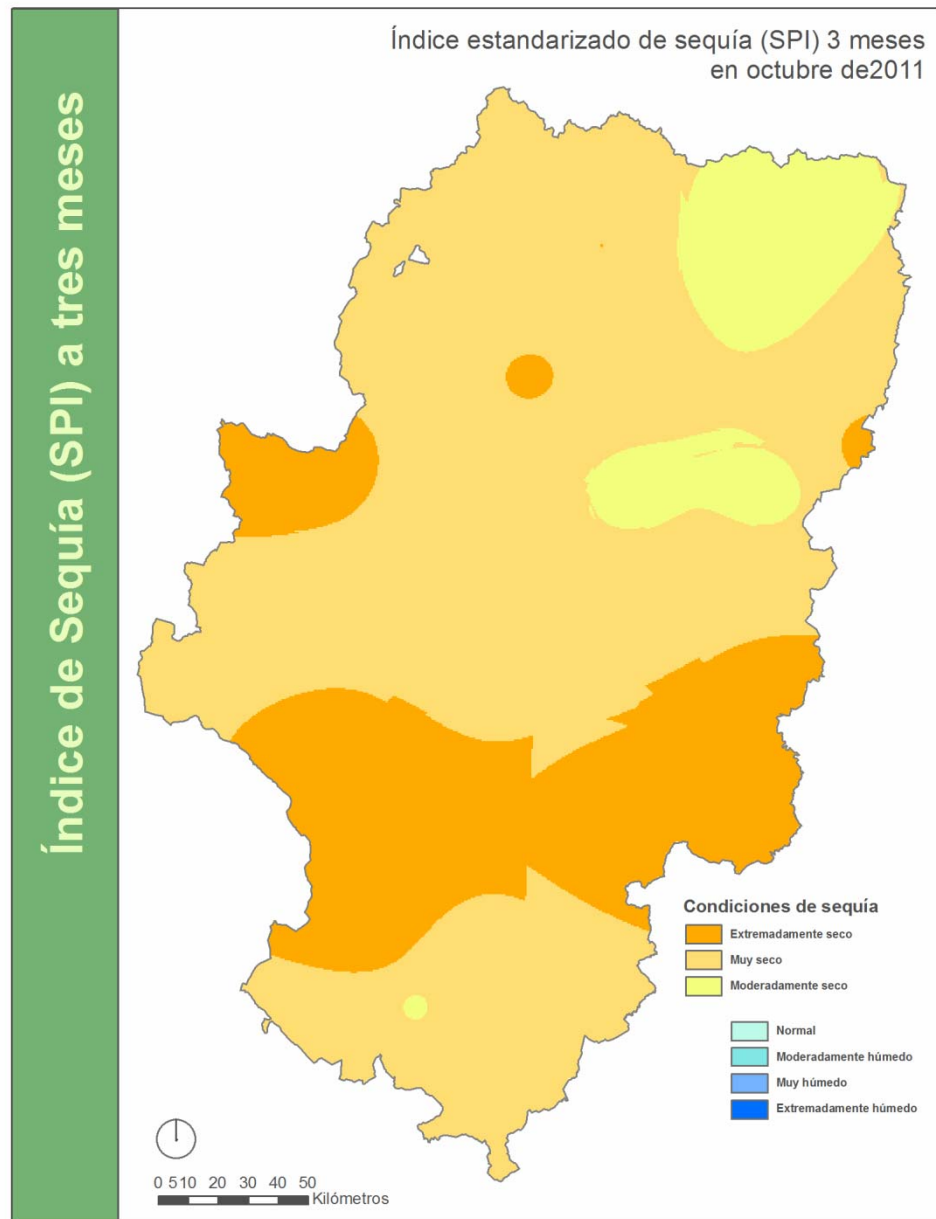 Índice de Sequía (SPI) a tres meses
Índice estandarizado de sequía (SPI) 3 meses
en octubre de2011
Condiciones de sequía
Extremadamente seco
Muy seco
Moderadamente seco
Normal
Moderadamente húmedo
Muy húmedo
Extremadamente húmedo
0 5 10 20 30 40 50
Kilómetros